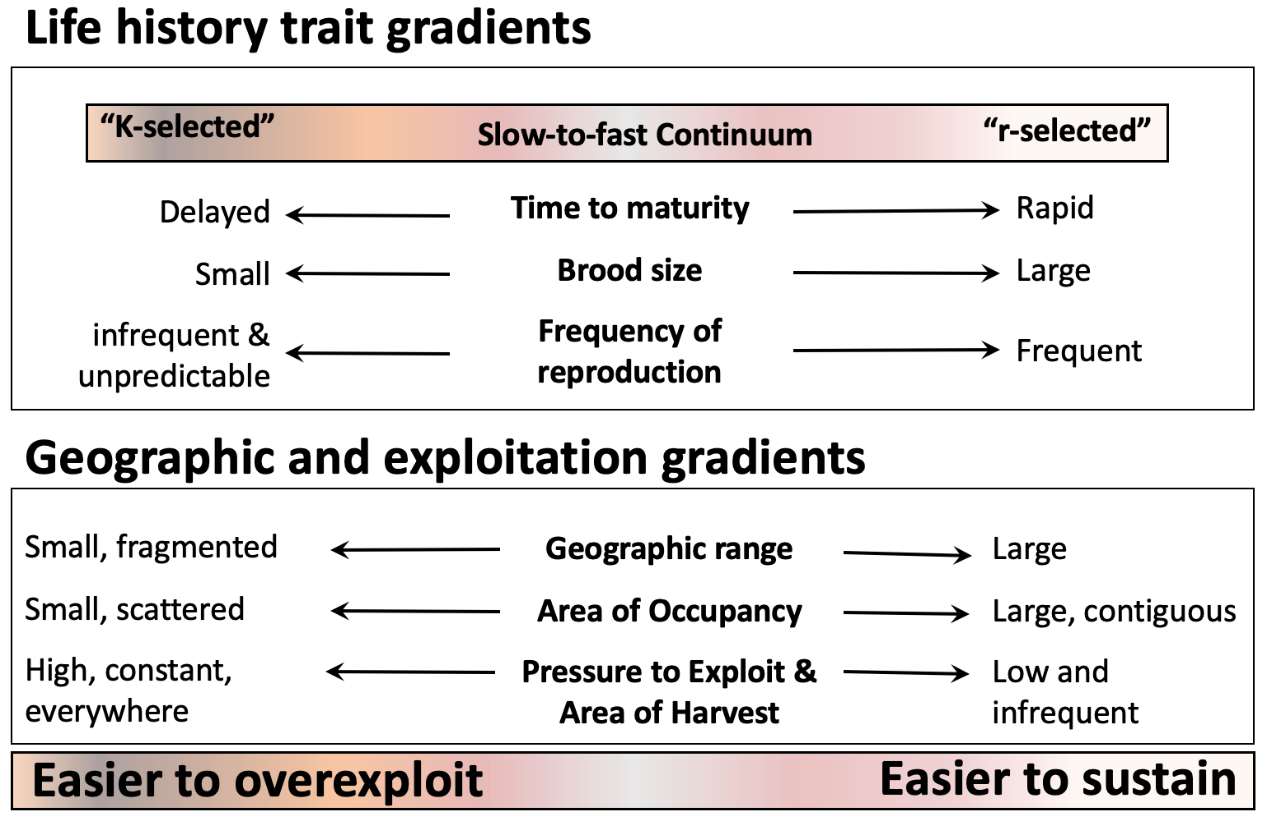 Life history trait gradients
“K-selected” Slow-to-fast Continuum “r-selected”
Delayed Time to maturity Rapid
Small Brood size Large
infrequent & Frequency of
unpredictable reproduction Frequent
Geographic and exploitation gradients
Small, fragmented Geographic range Large
Small, scattered Area of Occupancy Large, contiguous
High, constant, Pressure to Exploit & Low and
everywhere Area of Harvest infrequent
Easier to overexploit Easier to sustain